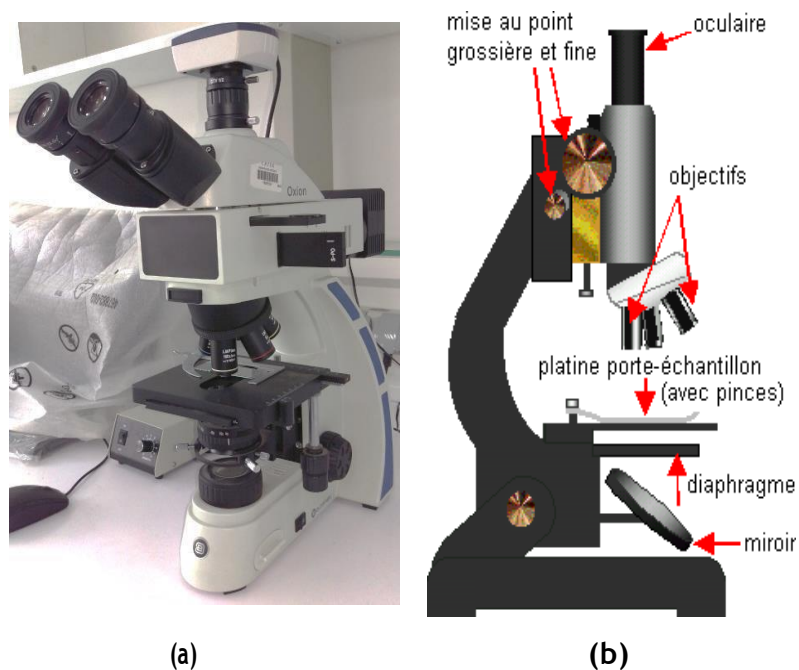 Oxion
mise au point
grossière et fine
oculaire
objectifs
platine porte-échantillon
(avec pinces)
diaphragme
miroir
(a)
(b)